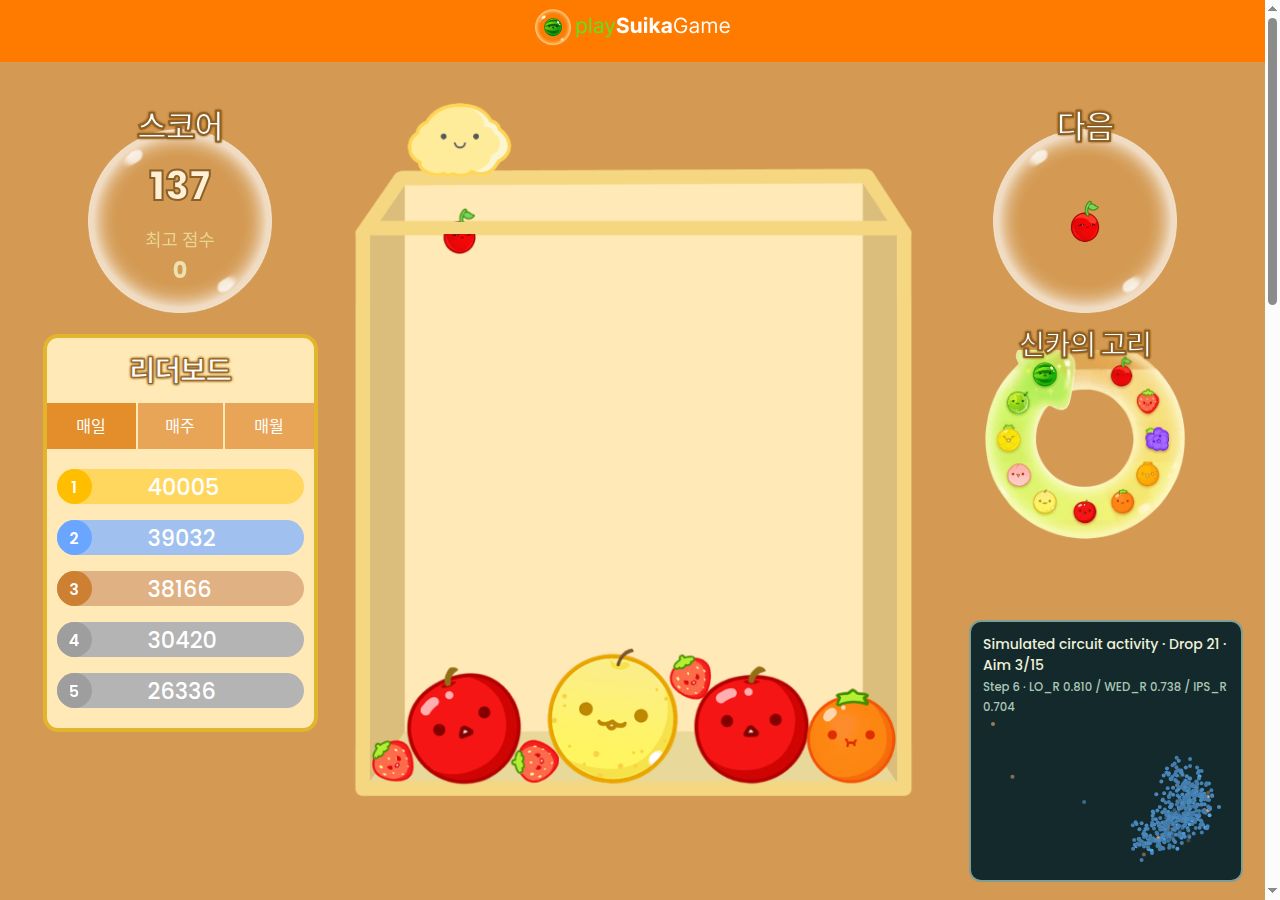 playSuikaGame
스코어
137
최고 점수
0
다음
신카의 고리
리더보드
매일 매주 매월
1 40005
2 39032
3 38166
4 30420
5 26336
Simulated circuit activity · Drop 21 ·
Aim 3/15
Step 6 · LO_R 0.810 / WED_R 0.738 / IPS_R
0.704